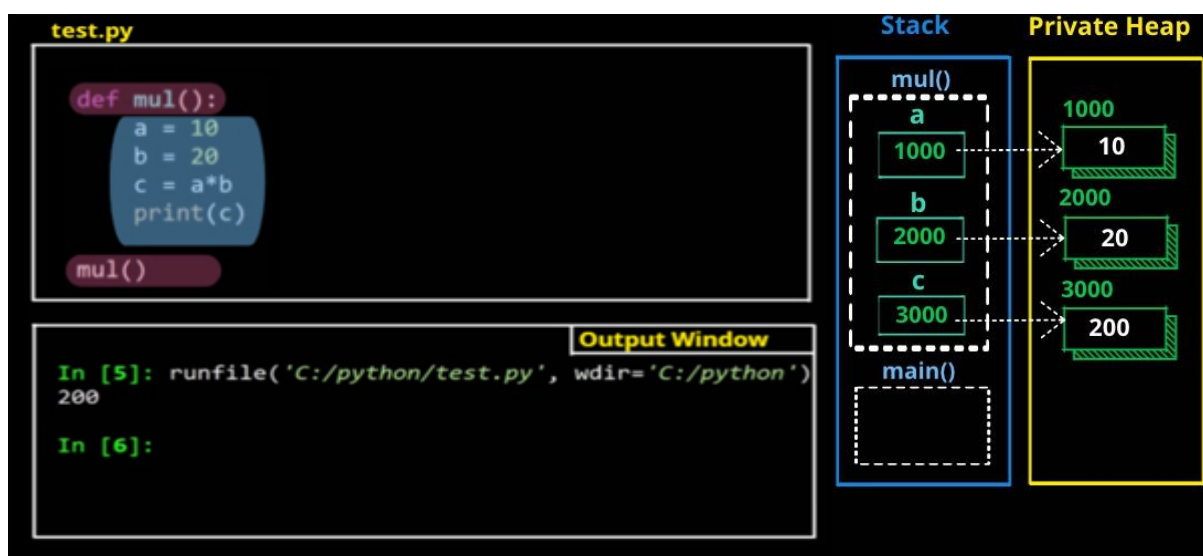 test.py
def mul():
a = 10
b = 20
c = a*b
print(c)
mul()
Output Window
In [5]: runfile('C:/python/test.py', wdir='C:/python')
200
In [6]:
Stack
mul()
a
1000
b
2000
c
3000
main()
Private Heap
1000
10
2000
20
3000
200